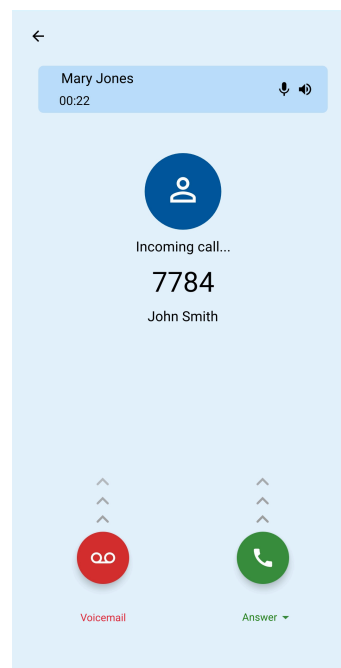 Mary Jones
00:22
Incoming call...
7784
John Smith
Voicemail
Answer